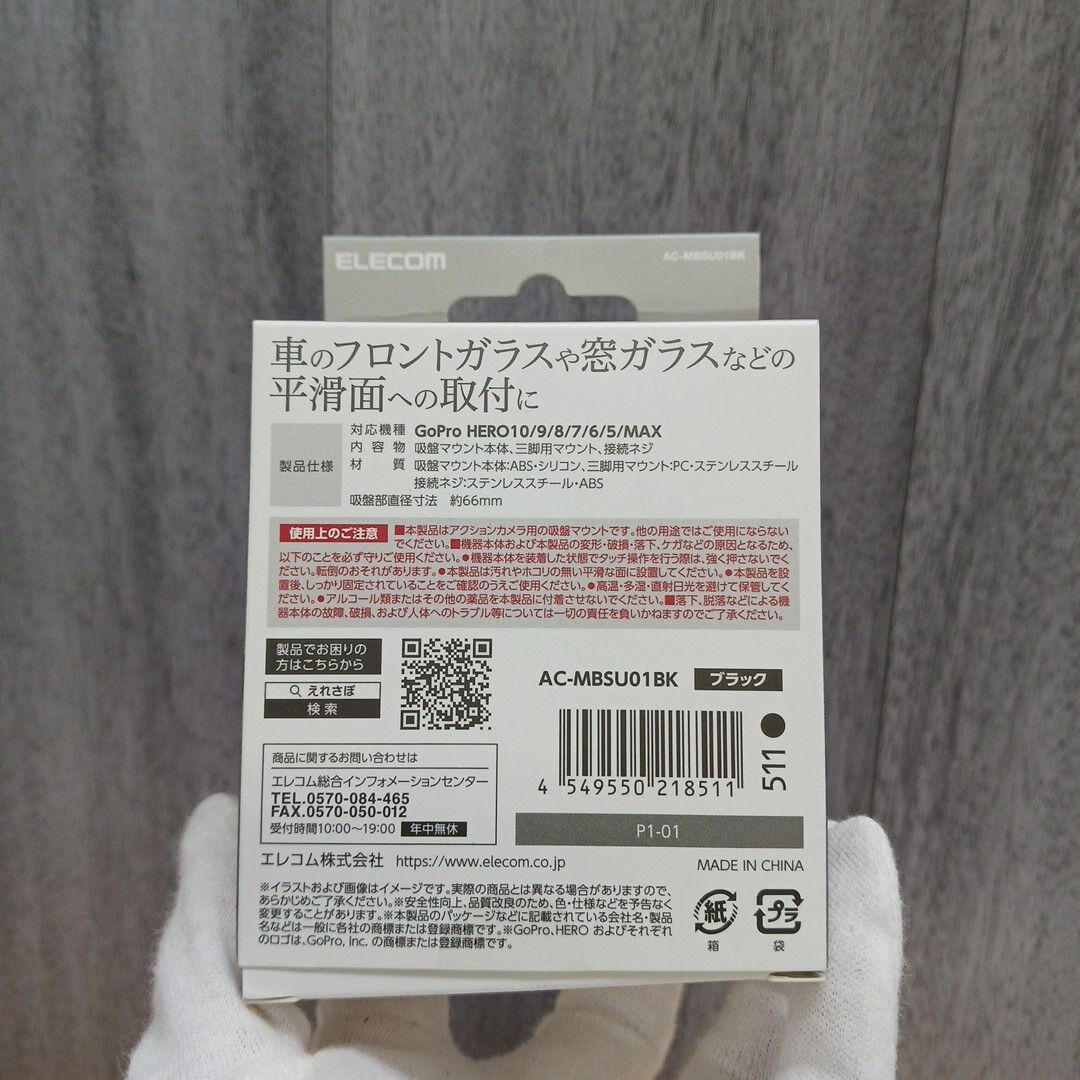 ELECOM
AC-MBSU01BK
車のフロントガラスや窓ガラスなどの
平滑面への取付に
製品仕様
対応機種 GoPro HERO10/9/8/7/6/5/MAX
内容物 吸盤マウント本体、三脚用マウント、接続ネジ
材質 吸盤マウント本体:ABS・シリコン、三脚用マウント:PC・ステンレススチール
接続ネジ:ステンレススチール・ABS
吸盤部直径寸法 約66mm
使用上のご注意 ■本製品はアクションカメラ用の吸盤マウントです。他の用途ではご使用にならない
でください。■機器本体および本製品の変形・破損・落下、ケガなどの原因となるため、
以下のことを必ず守りご使用ください。●機器本体を装着した状態でタッチ操作を行う際は、強く押さないでく
ださい。転倒のおそれがあります。●本製品は汚れやホコリの無い平滑な面に設置してください。●本製品を設
置後、しっかり固定されていることをご確認のうえご使用ください。●高温・多湿・直射日光を避けて保管してく
ださい。●アルコール類またはその他の薬品を本製品に付着させないでください。■落下、脱落などによる機
器本体の故障、破損、および人体へのトラブル等については一切の責任を負いかねますのでご了承ください。
製品でお困りの
方はこちらから
えれさぽ
検索
AC-MBSU01BK ブラック
4 549550 218511
511
P1-01
商品に関するお問い合わせは
エレコム総合インフォメーションセンター
TEL.0570-084-465
FAX.0570-050-012
受付時間10:00～19:00 年中無休
エレコム株式会社 https://www.elecom.co.jp
MADE IN CHINA
※イラストおよび画像はイメージです。実際の商品とは異なる場合がありますので、
あらかじめご了承ください。※安全性向上、品質改良のため、色・仕様などを予告なく
変更することがあります。※本製品のパッケージなどに記載されている会社名・製品
名などは一般に各社の商標または登録商標です。※GoPro、HERO およびそれぞれ
のロゴは、GoPro, Inc. の商標または登録商標です。
紙
箱
プラ
袋